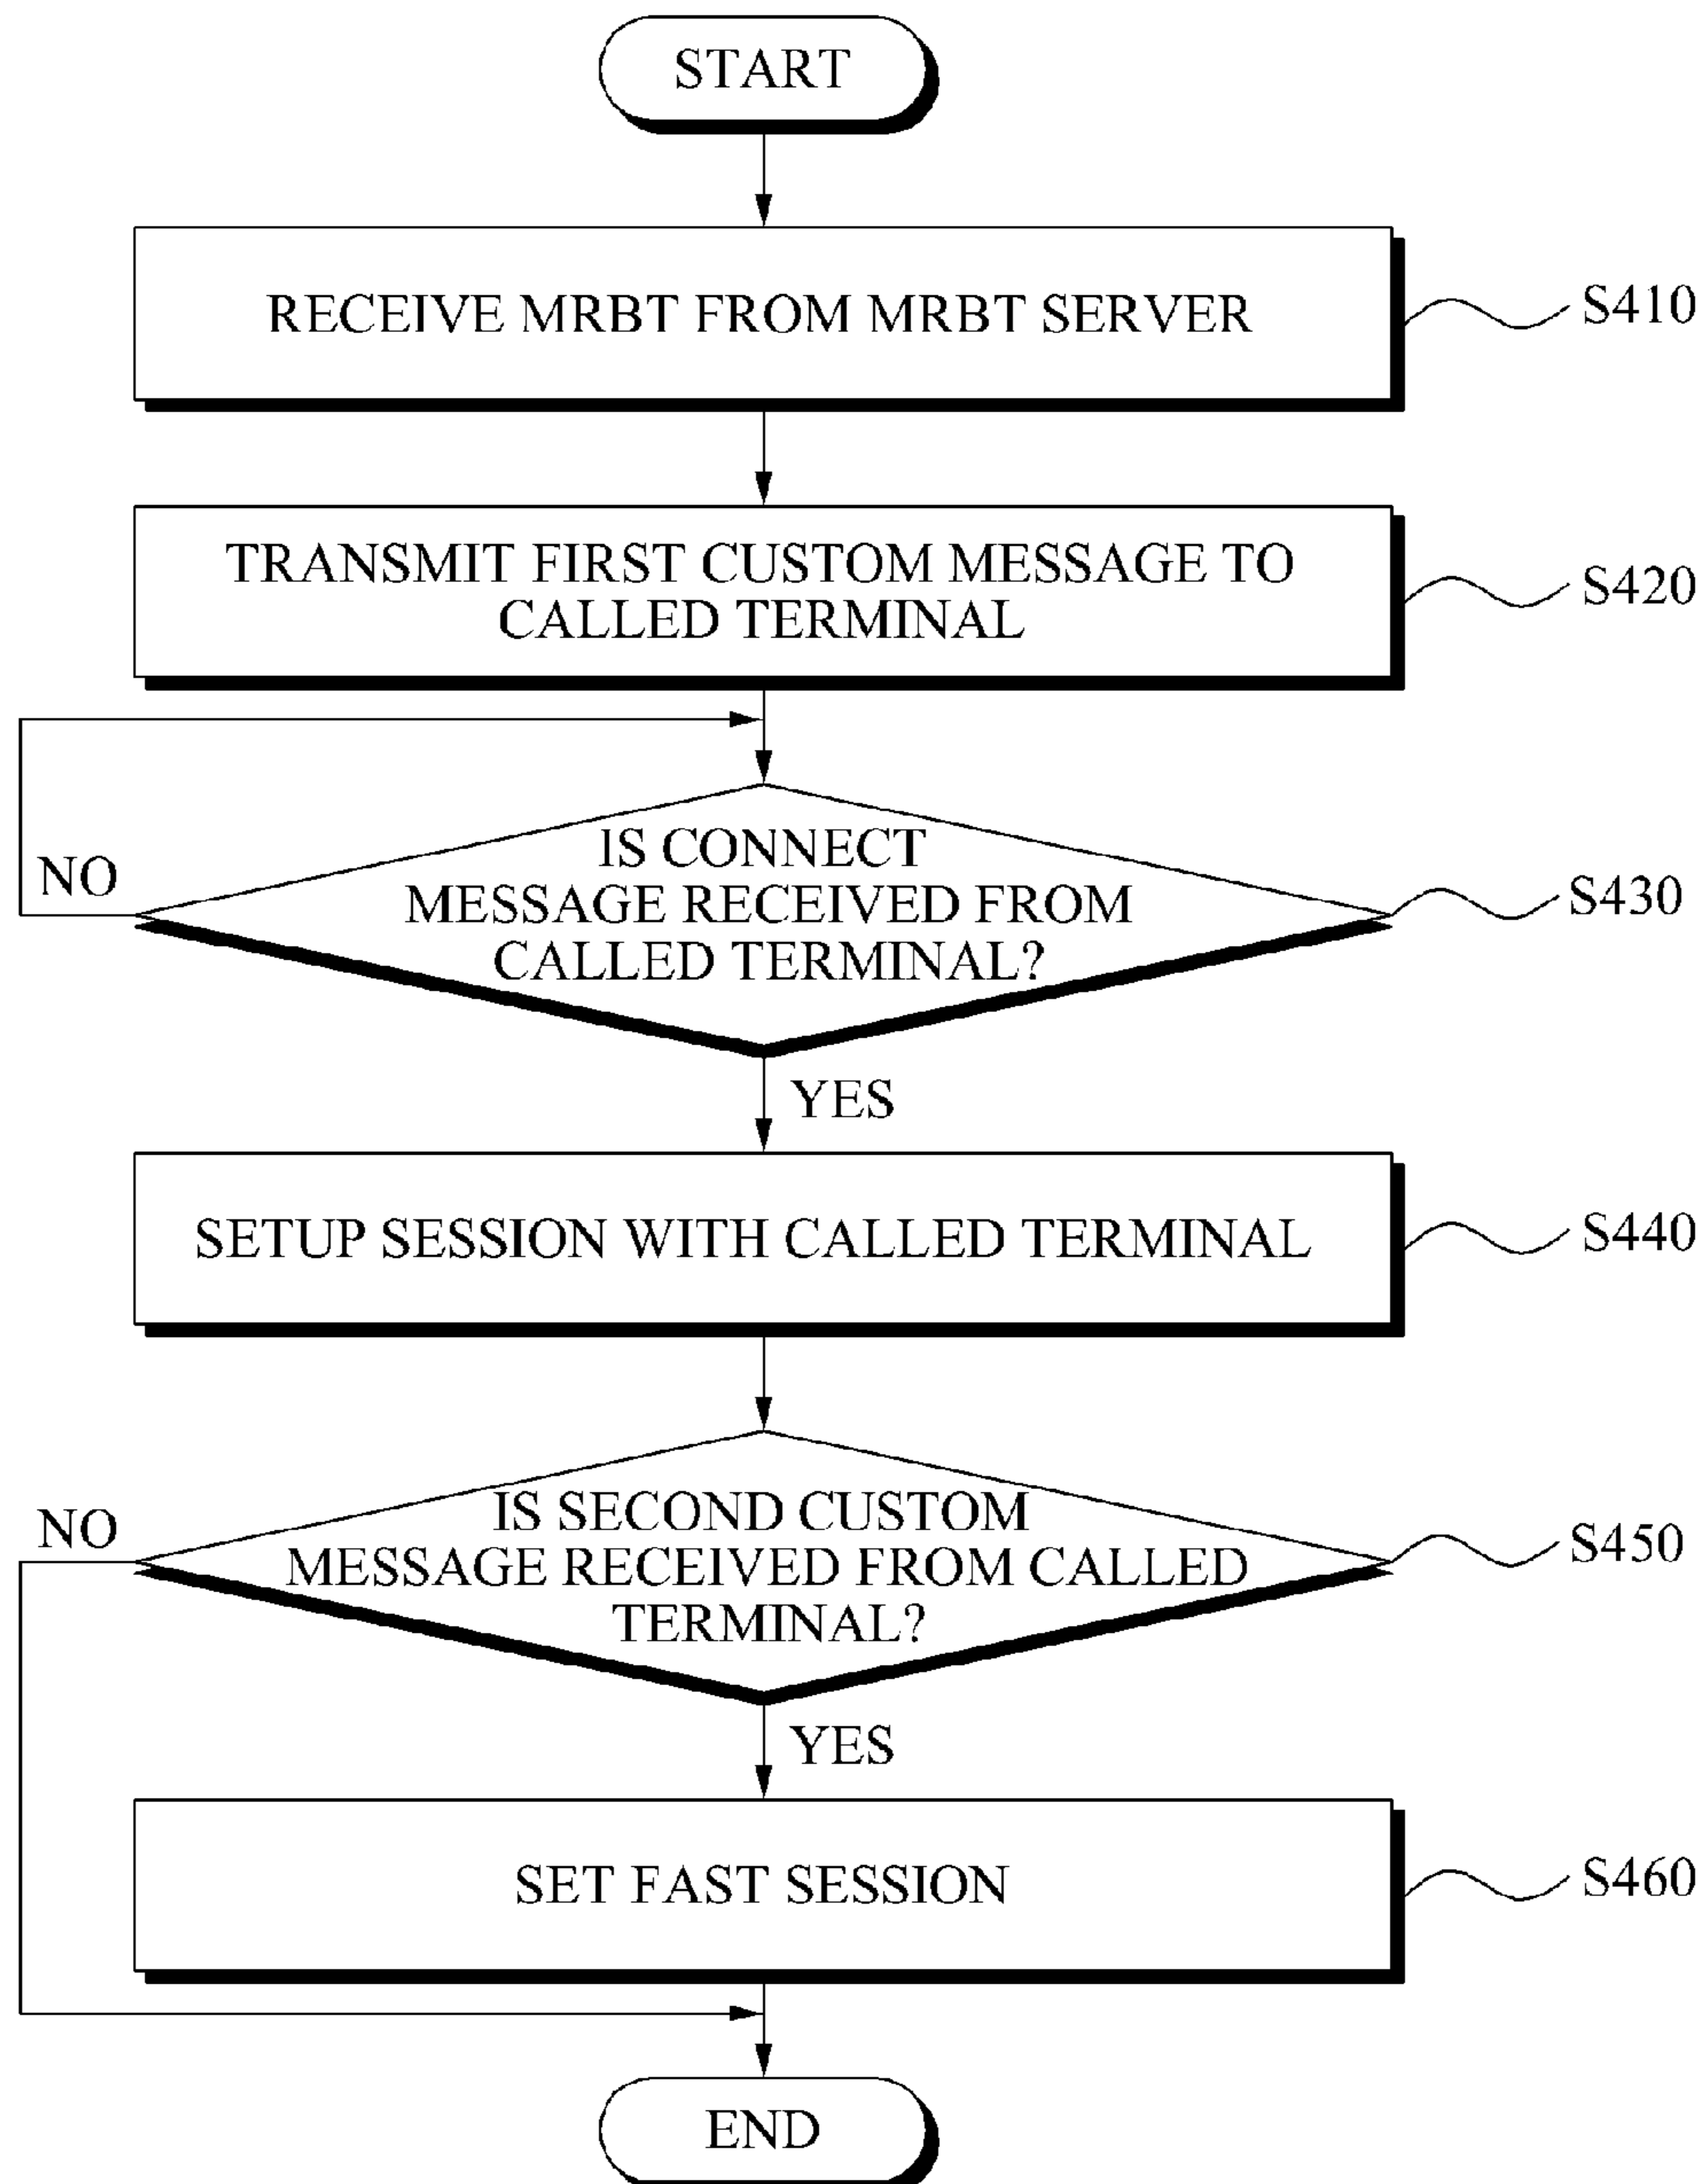 START
RECEIVE MRBT FROM MRBT SERVER
S410
TRANSMIT FIRST CUSTOM MESSAGE TO
CALLED TERMINAL
S420
IS CONNECT
MESSAGE RECEIVED FROM
CALLED TERMINAL?
NO
S430
YES
SETUP SESSION WITH CALLED TERMINAL
S440
IS SECOND CUSTOM
MESSAGE RECEIVED FROM CALLED
TERMINAL?
NO
S450
YES
SET FAST SESSION
S460
END